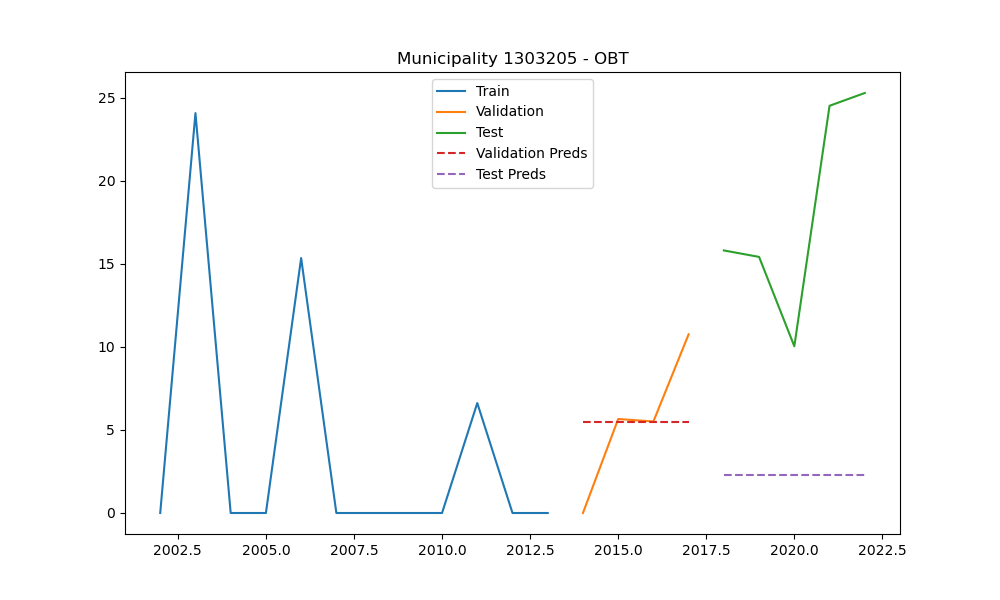 Municipality 1303205 - OBT
Train
Validation
Test
Validation Preds
Test Preds
25
20
15
10
5
0
2002.5 2005.0 2007.5 2010.0 2012.5 2015.0 2017.5 2020.0 2022.5